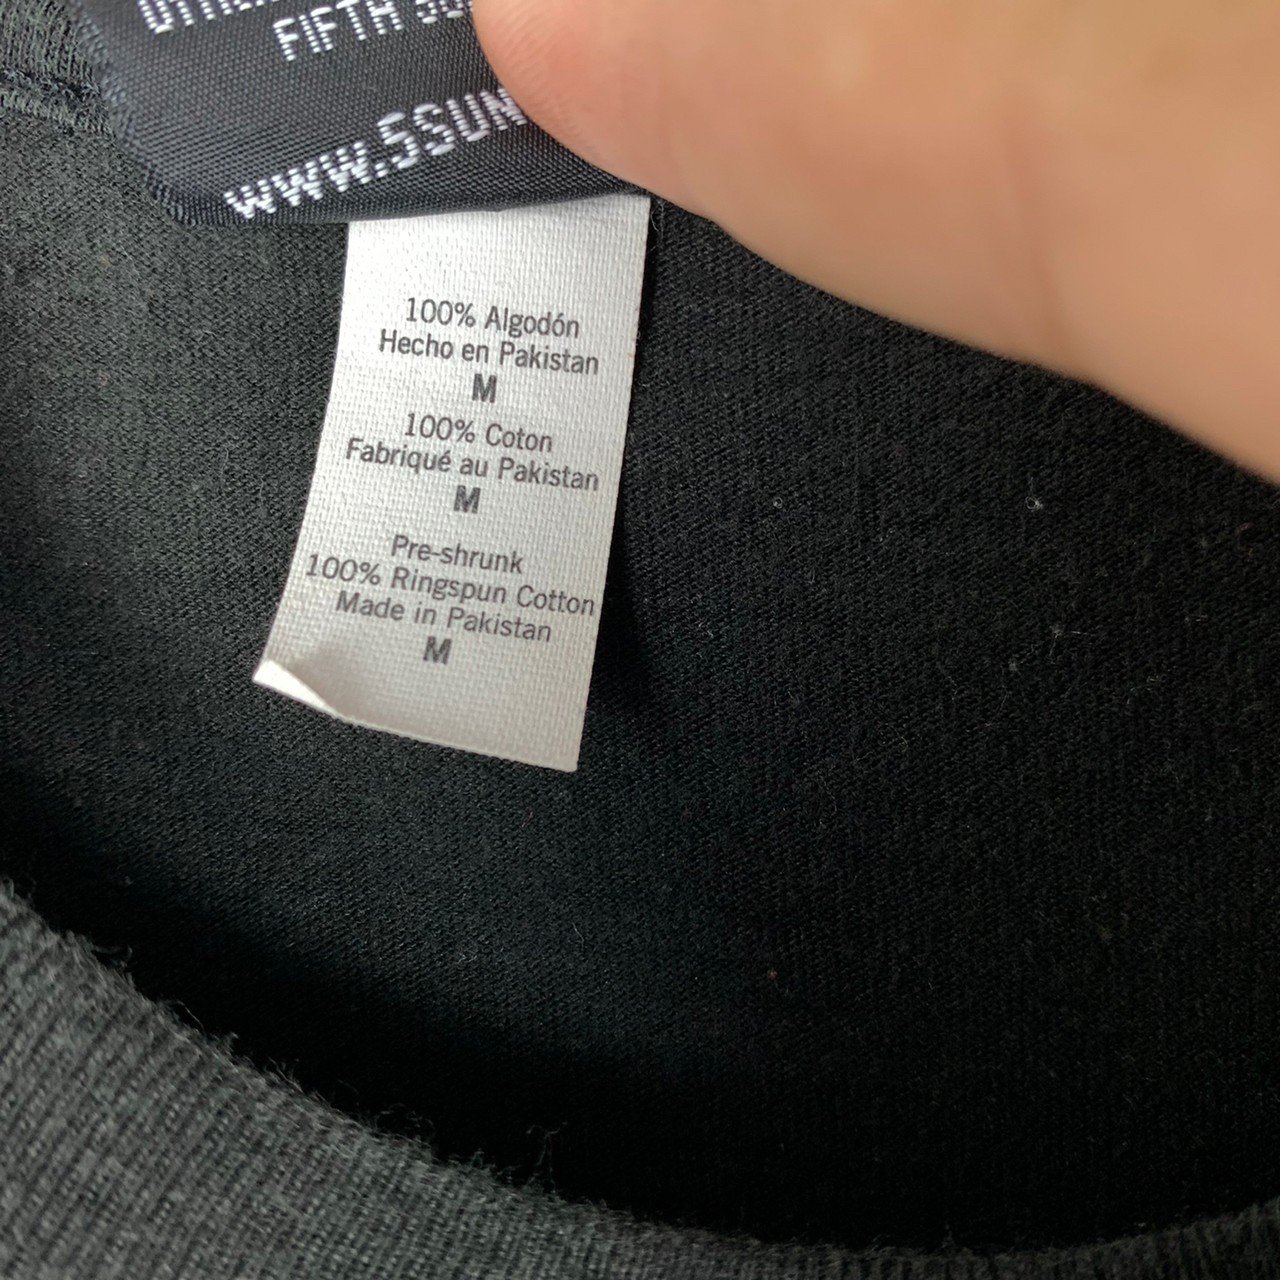 FIFTH
WWW.5SUN
100% Algodón
Hecho en Pakistan
M
100% Coton
Fabriqué au Pakistan
M
Pre-shrunk
100% Ringspun Cotton
Made in Pakistan
M